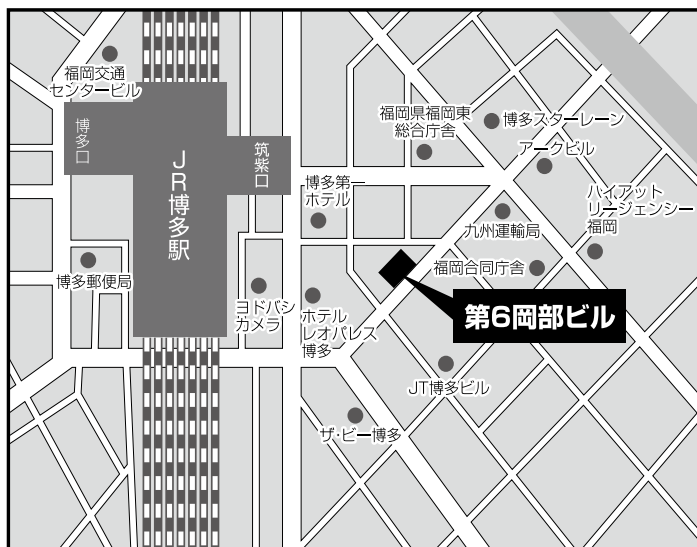 福岡交通
センタービル
博多口
JR博多駅
筑紫口
博多郵便局
ヨドバシ
カメラ
博多第一
ホテル
ホテル
レオパレス
博多
福岡県福岡東
総合庁舎
博多スターレーン
アークビル
ハイアット
リージェンシー
福岡
九州運輸局
福岡合同庁舎
第6岡部ビル
JT博多ビル
ザ・ビー博多